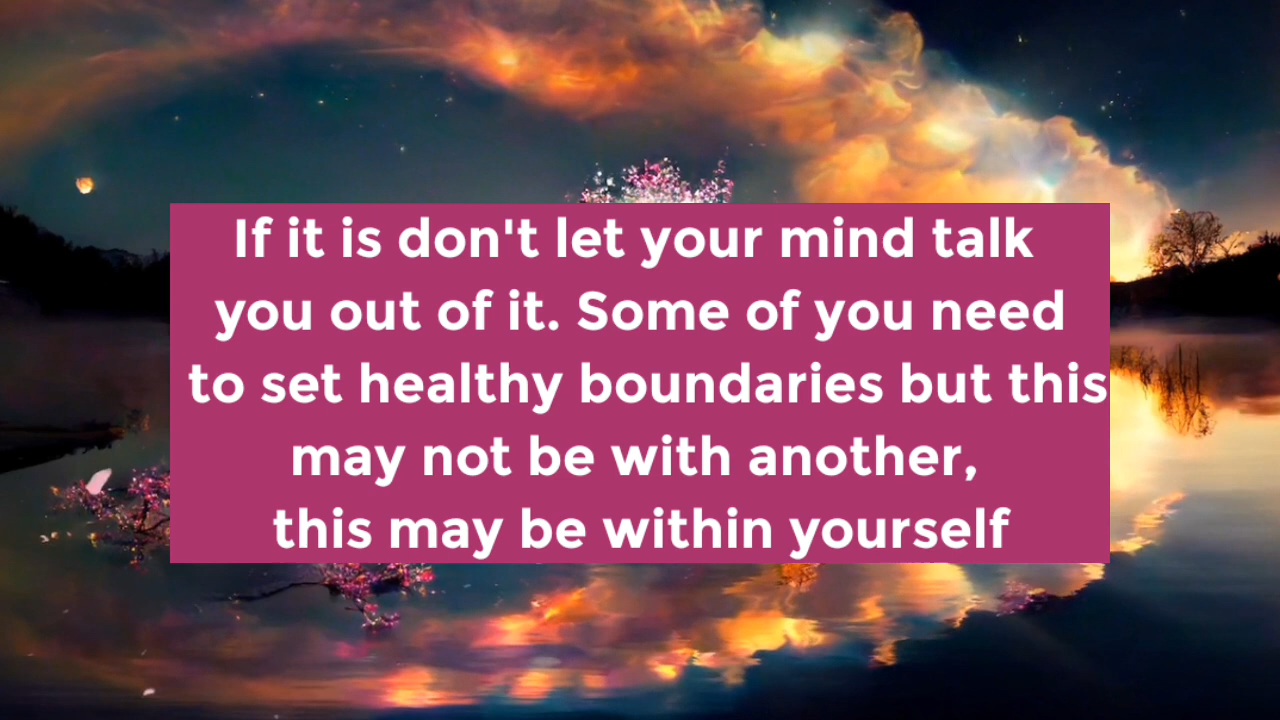 If it is don't let your mind talk
you out of it. Some of you need
to set healthy boundaries but this
may not be with another,
this may be within yourself